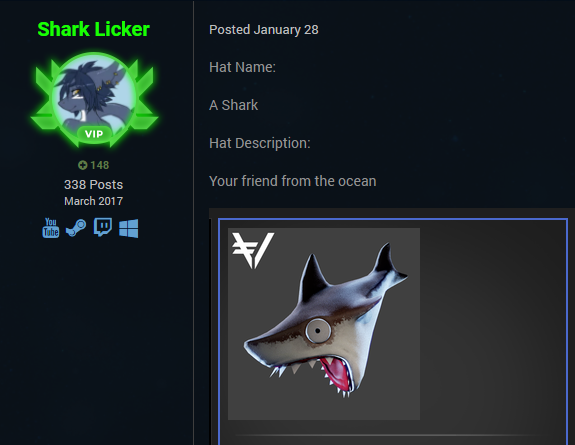 Shark Licker
VIP
148
338 Posts
March 2017
You
Tube
Posted January 28
Hat Name:
A Shark
Hat Description:
Your friend from the ocean